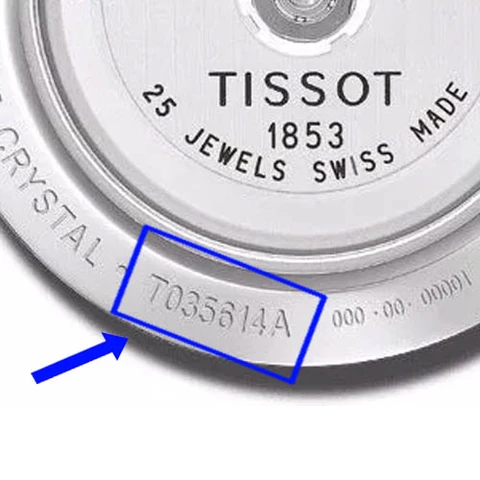 TISSOT
1853
25 JEWELS SWISS MADE
CRYSTAL · T035614A 000·00·00001